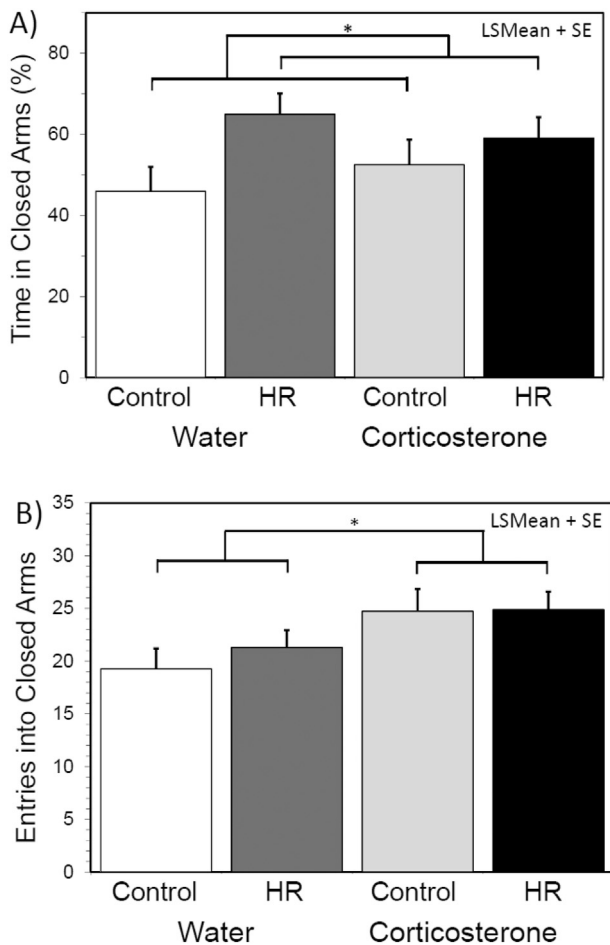 A)
LSMean + SE
*
Time in Closed Arms (%)
80
60
40
20
0
Control HR Control HR
Water Corticosterone
B)
LSMean + SE
*
Entries into Closed Arms
35
30
25
20
15
10
5
0
Control HR Control HR
Water Corticosterone